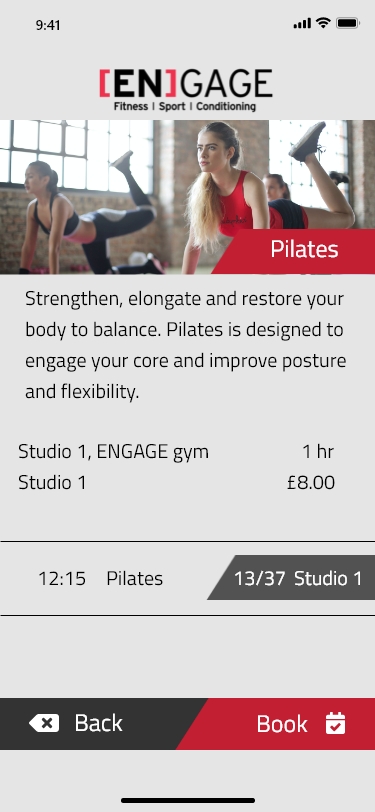 9:41
[EN]GAGE
Fitness | Sport | Conditioning
Pilates
Strengthen, elongate and restore your
body to balance. Pilates is designed to
engage your core and improve posture
and flexibility.
Studio 1, ENGAGE gym 1 hr
Studio 1 £8.00
12:15 Pilates 13/37 Studio 1
Back Book